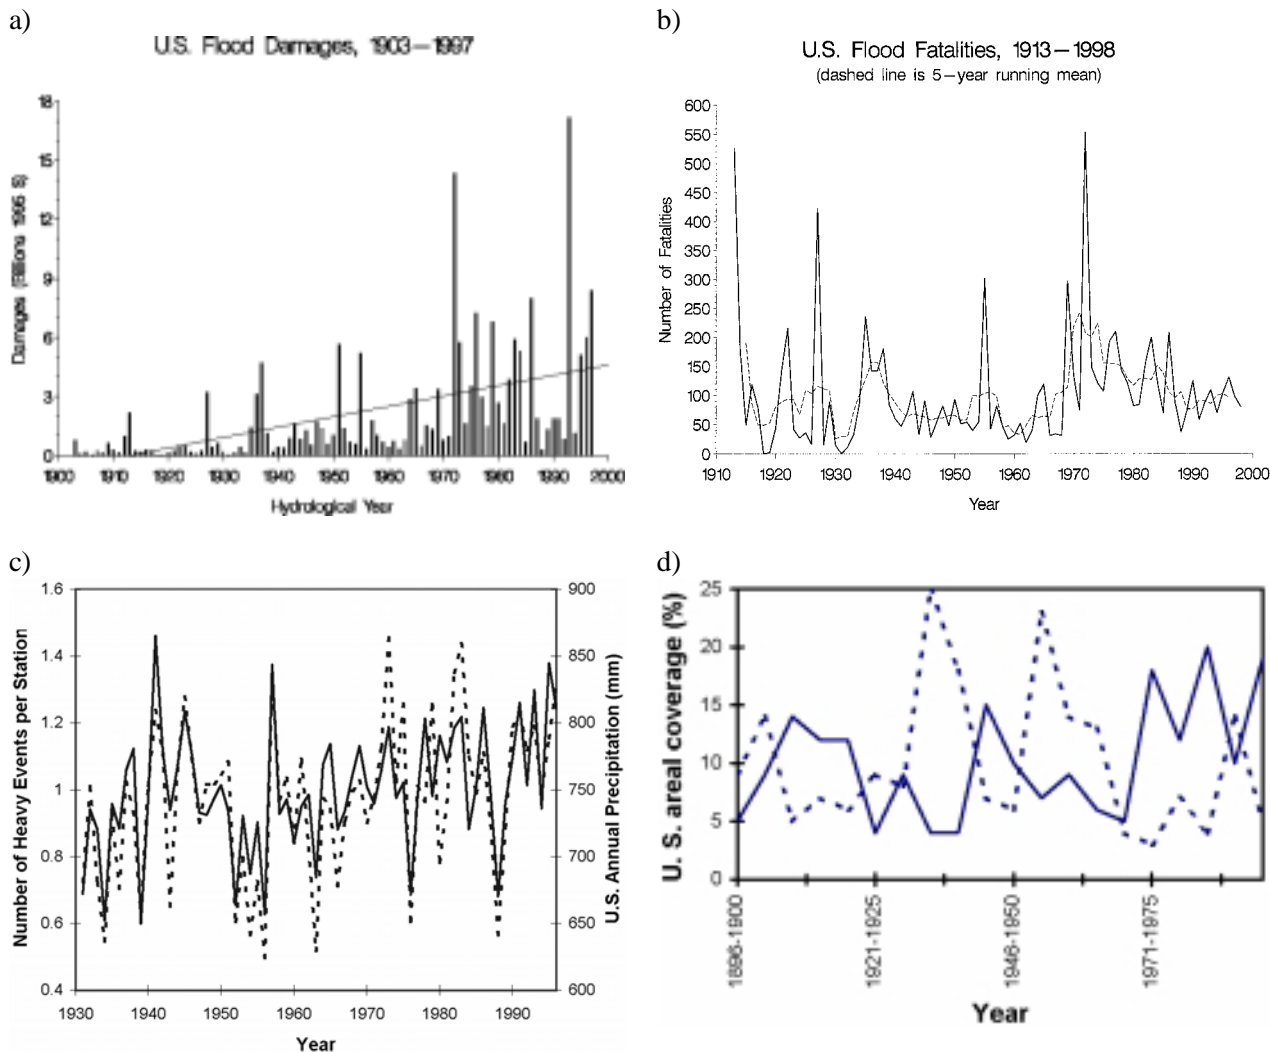 a)
U.S. Flood Damages, 1903–1997
18
15
12
9
6
3
0
Damages (Billions 1995 $)
1900 1910 1920 1930 1940 1950 1960 1970 1980 1990 2000
Hydrological Year
b)
U.S. Flood Fatalities, 1913–1998
(dashed line is 5–year running mean)
600
550
500
450
400
350
300
250
200
150
100
50
0
Number of Fatalities
1910 1920 1930 1940 1950 1960 1970 1980 1990 2000
Year
c)
1.6
1.4
1.2
1
0.8
0.6
0.4
Number of Heavy Events per Station
900
850
800
750
700
650
600
U.S. Annual Precipitation (mm)
1930 1940 1950 1960 1970 1980 1990
Year
d)
25
20
15
10
5
0
U. S. areal coverage (%)
1896-1900
1921-1925
1946-1950
1971-1975
Year